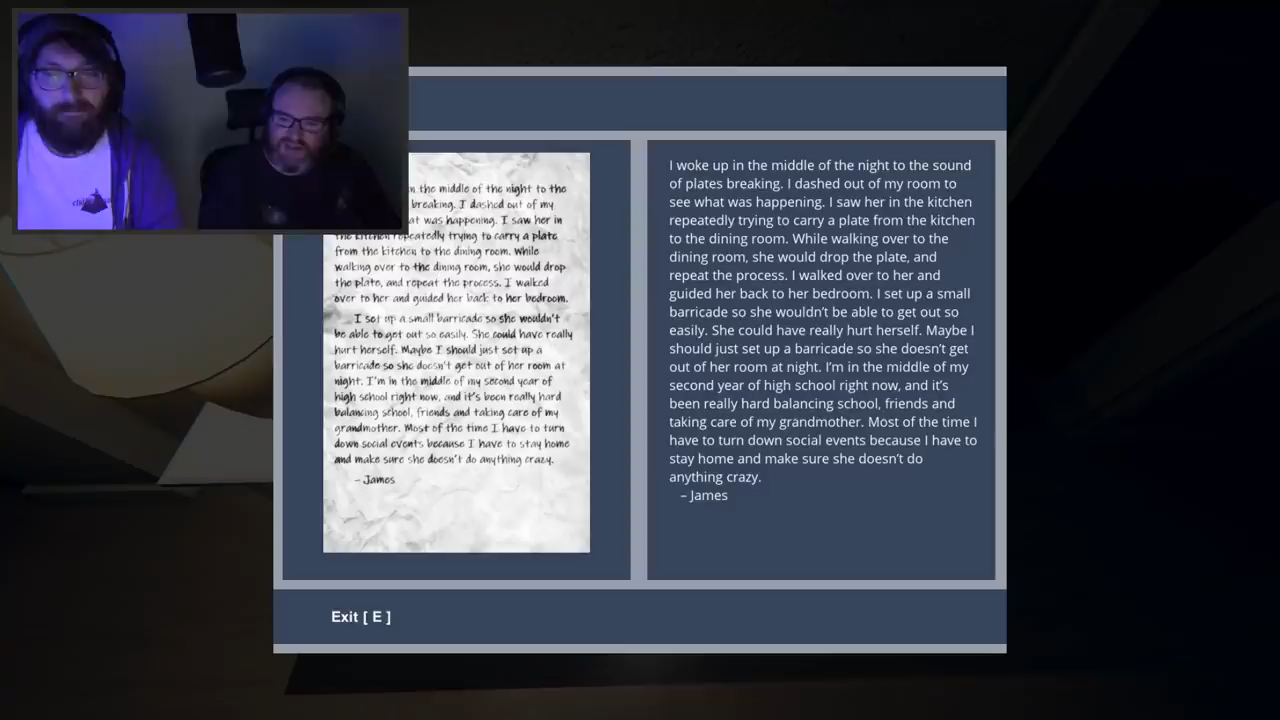 n the middle of the night to the
breaking. I dashed out of my
at was happening. I saw her in
the kitchen repeatedly trying to carry a plate
from the kitchen to the dining room. While
walking over to the dining room, she would drop
the plate, and repeat the process. I walked
over to her and guided her back to her bedroom.
I set up a small barricade so she wouldn't
be able to get out so easily. She could have really
hurt herself. Maybe I should just set up a
barricade so she doesn't get out of her room at
night. I'm in the middle of my second year of
high school right now, and it's been really hard
balancing school, friends and taking care of my
grandmother. Most of the time I have to turn
down social events because I have to stay home
and make sure she doesn't do anything crazy.
- James
I woke up in the middle of the night to the sound
of plates breaking. I dashed out of my room to
see what was happening. I saw her in the kitchen
repeatedly trying to carry a plate from the kitchen
to the dining room. While walking over to the
dining room, she would drop the plate, and
repeat the process. I walked over to her and
guided her back to her bedroom. I set up a small
barricade so she wouldn't be able to get out so
easily. She could have really hurt herself. Maybe I
should just set up a barricade so she doesn't get
out of her room at night. I'm in the middle of my
second year of high school right now, and it's
been really hard balancing school, friends and
taking care of my grandmother. Most of the time I
have to turn down social events because I have to
stay home and make sure she doesn't do
anything crazy.
– James
Exit [ E ]